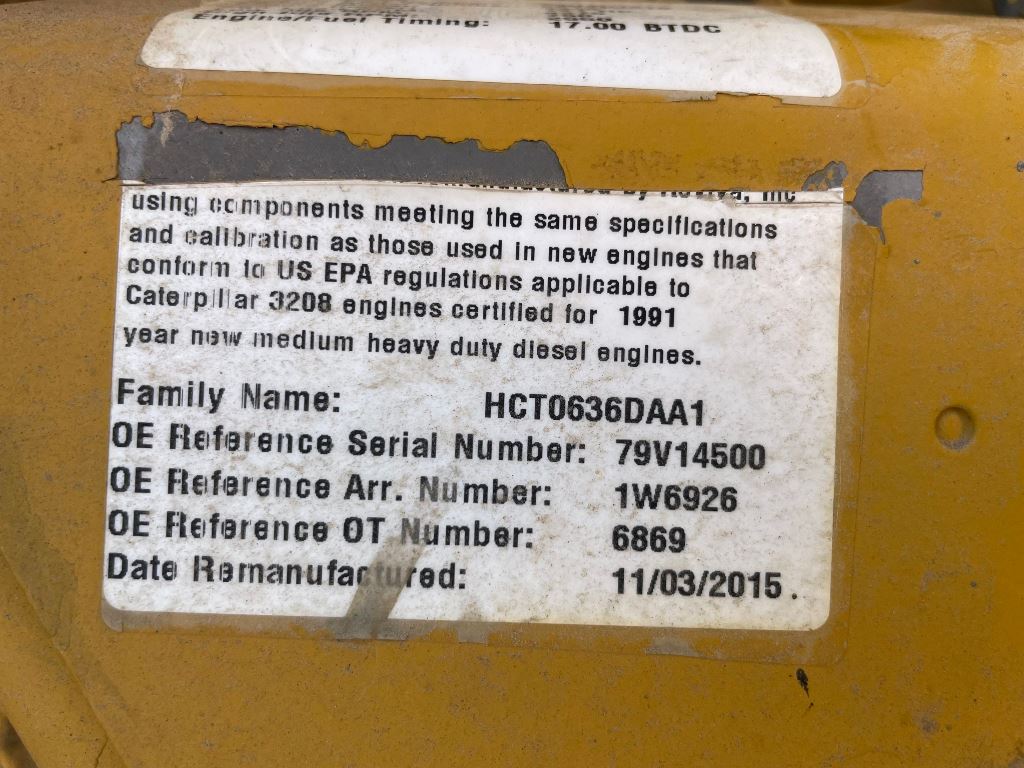 Engine/Fuel Timing: 17.00 BTDC
by
using components meeting the same specifications
and calibration as those used in new engines that
conform to US EPA regulations applicable to
Caterpillar 3208 engines certified for 1991
year new medium heavy duty diesel engines.
Family Name: HCT0636DAA1
OE Reference Serial Number: 79V14500
OE Reference Arr. Number: 1W6926
OE Reference OT Number: 6869
Date Remanufactured: 11/03/2015.